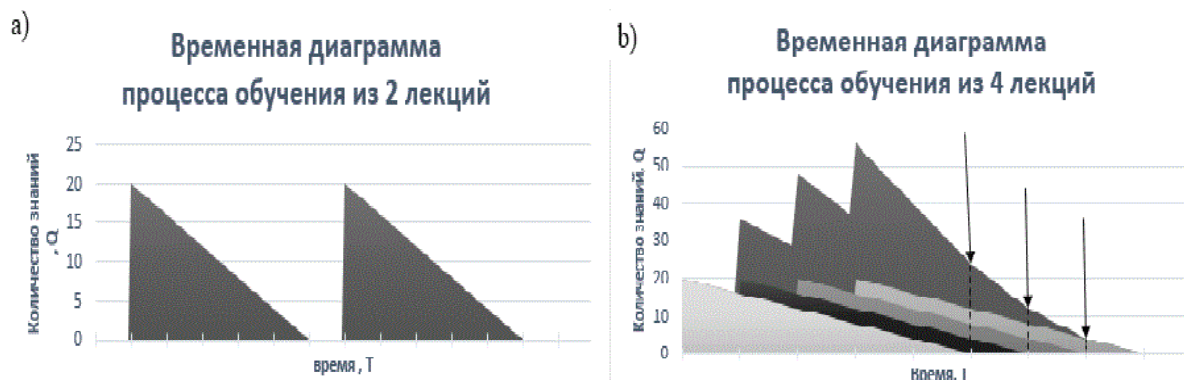 a)
Временная диаграмма
процесса обучения из 2 лекций
Количество знаний
, Q
25
20
15
10
5
0
время , Т
b)
Временная диаграмма
процесса обучения из 4 лекций
Количество знаний, Q
60
50
40
30
20
10
0
Время, Т